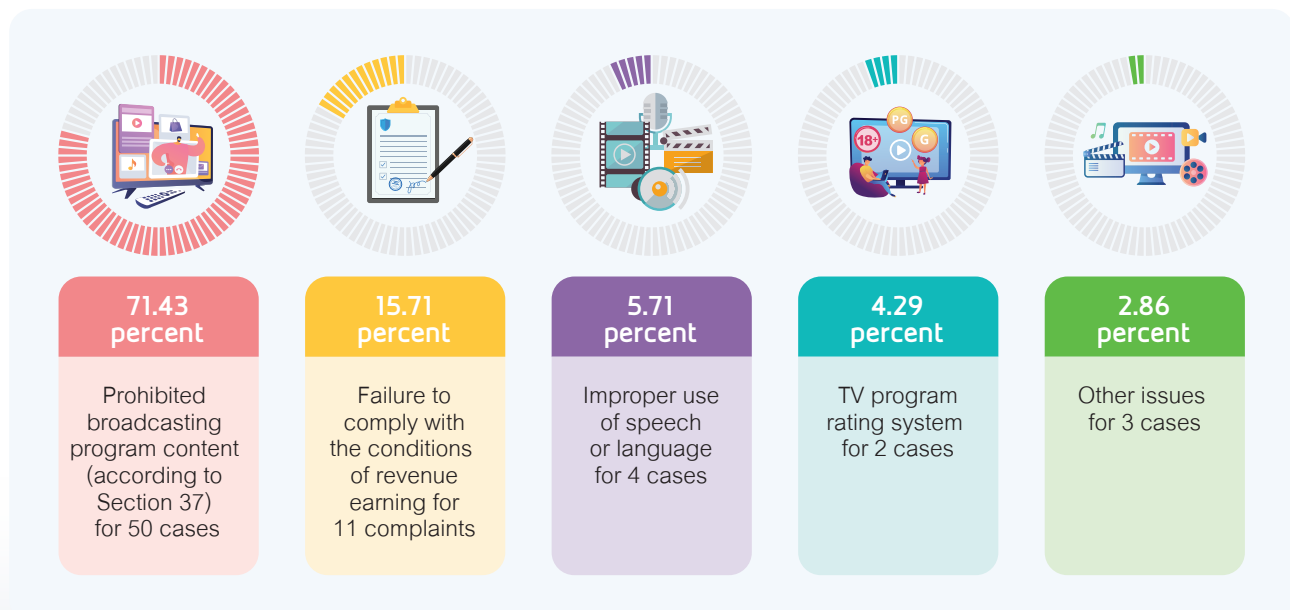 18+
PG
G
71.43
percent
Prohibited
broadcasting
program content
(according to
Section 37)
for 50 cases
15.71
percent
Failure to
comply with
the conditions
of revenue
earning for
11 complaints
5.71
percent
Improper use
of speech
or language
for 4 cases
4.29
percent
TV program
rating system
for 2 cases
2.86
percent
Other issues
for 3 cases